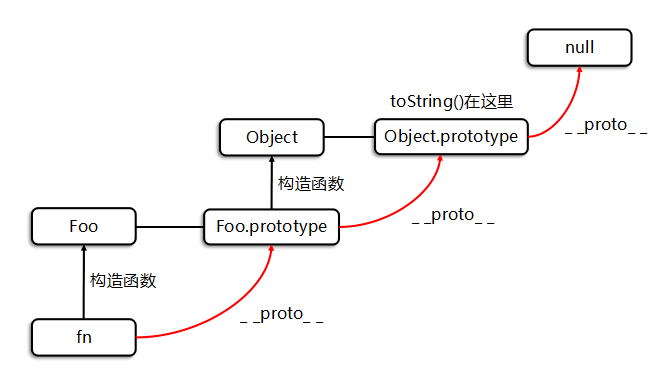 null
toString()在这里
_ _proto_ _
Object
Object.prototype
构造函数
_ _proto_ _
Foo
Foo.prototype
构造函数
_ _proto_ _
fn